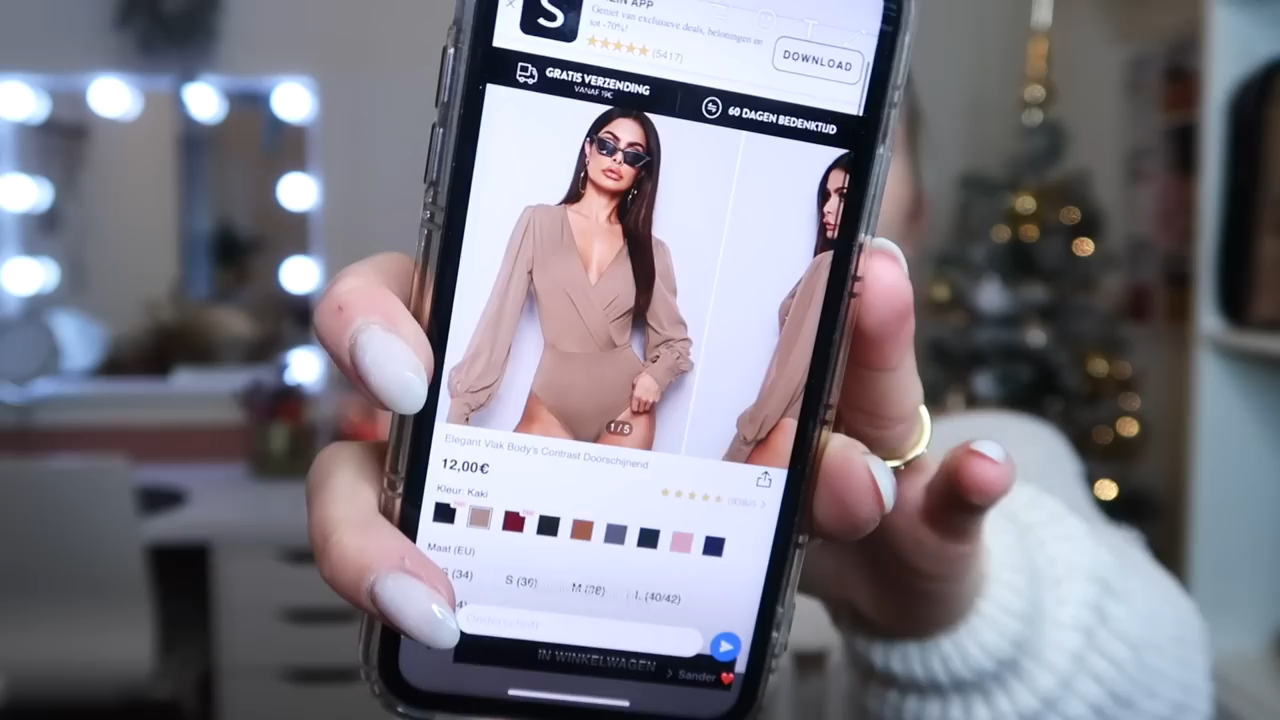 S
IN APP
Geniet van exclusieve deals, beloningen en
tot -70%!
(5417)
DOWNLOAD
GRATIS VERZENDING
VANAF 19€
60 DAGEN BEDENKTIJD
1/5
Elegant Vlak Body's Contrast Doorschijnend
12,00€
Kleur: Kaki
Maat (EU)
S (34)
S (36)
M (38)
L (40/42)
Onderschrift
IN WINKELWAGEN
> Sander ❤️